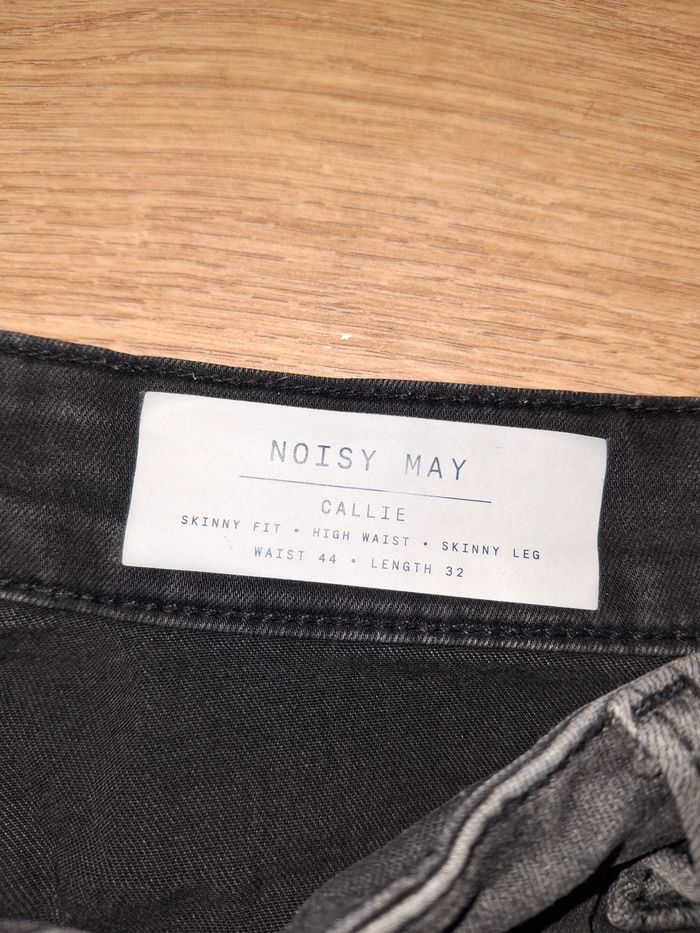 NOISY MAY
CALLIE
SKINNY FIT • HIGH WAIST • SKINNY LEG
WAIST 44 • LENGTH 32